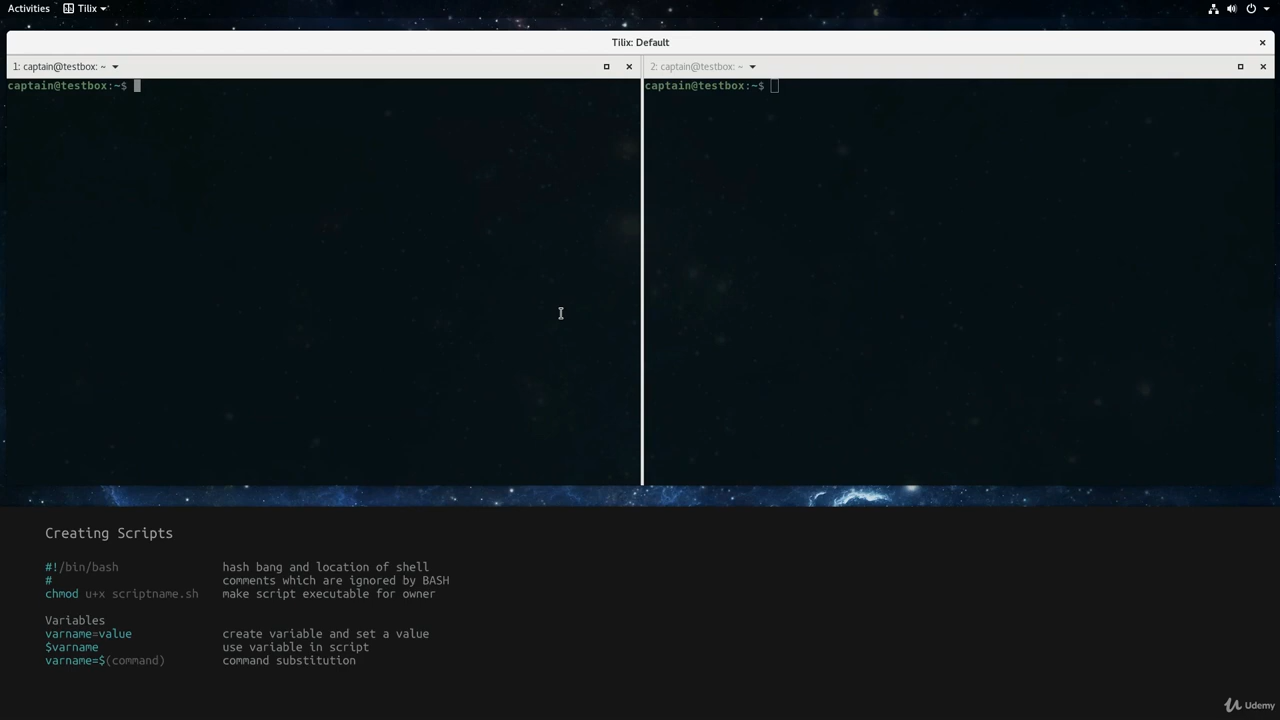 Activities Tilix
Tilix: Default
1: captain@testbox: ~
2: captain@testbox: ~
captain@testbox:~$
captain@testbox:~$
Creating Scripts
#!/bin/bash hash bang and location of shell
# comments which are ignored by BASH
chmod u+x scriptname.sh make script executable for owner
Variables
varname=value create variable and set a value
$varname use variable in script
varname=$(command) command substitution
Udemy